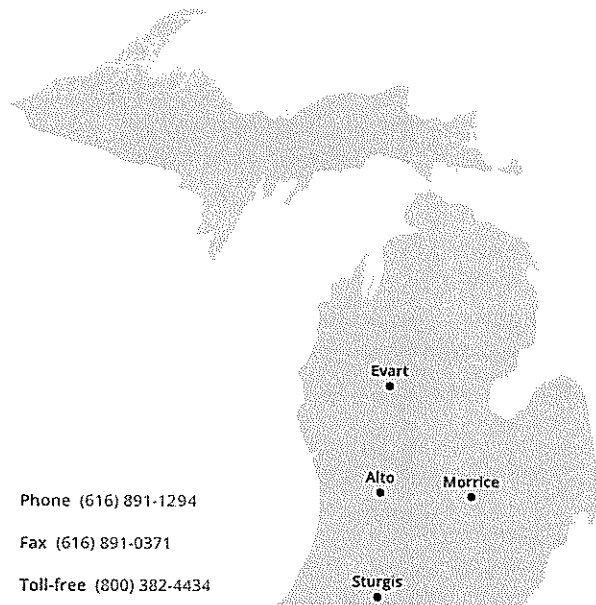 Evart
Alto
Morrice
Phone (616) 891-1294
Fax (616) 891-0371
Toll-free (800) 382-4434
Sturgis